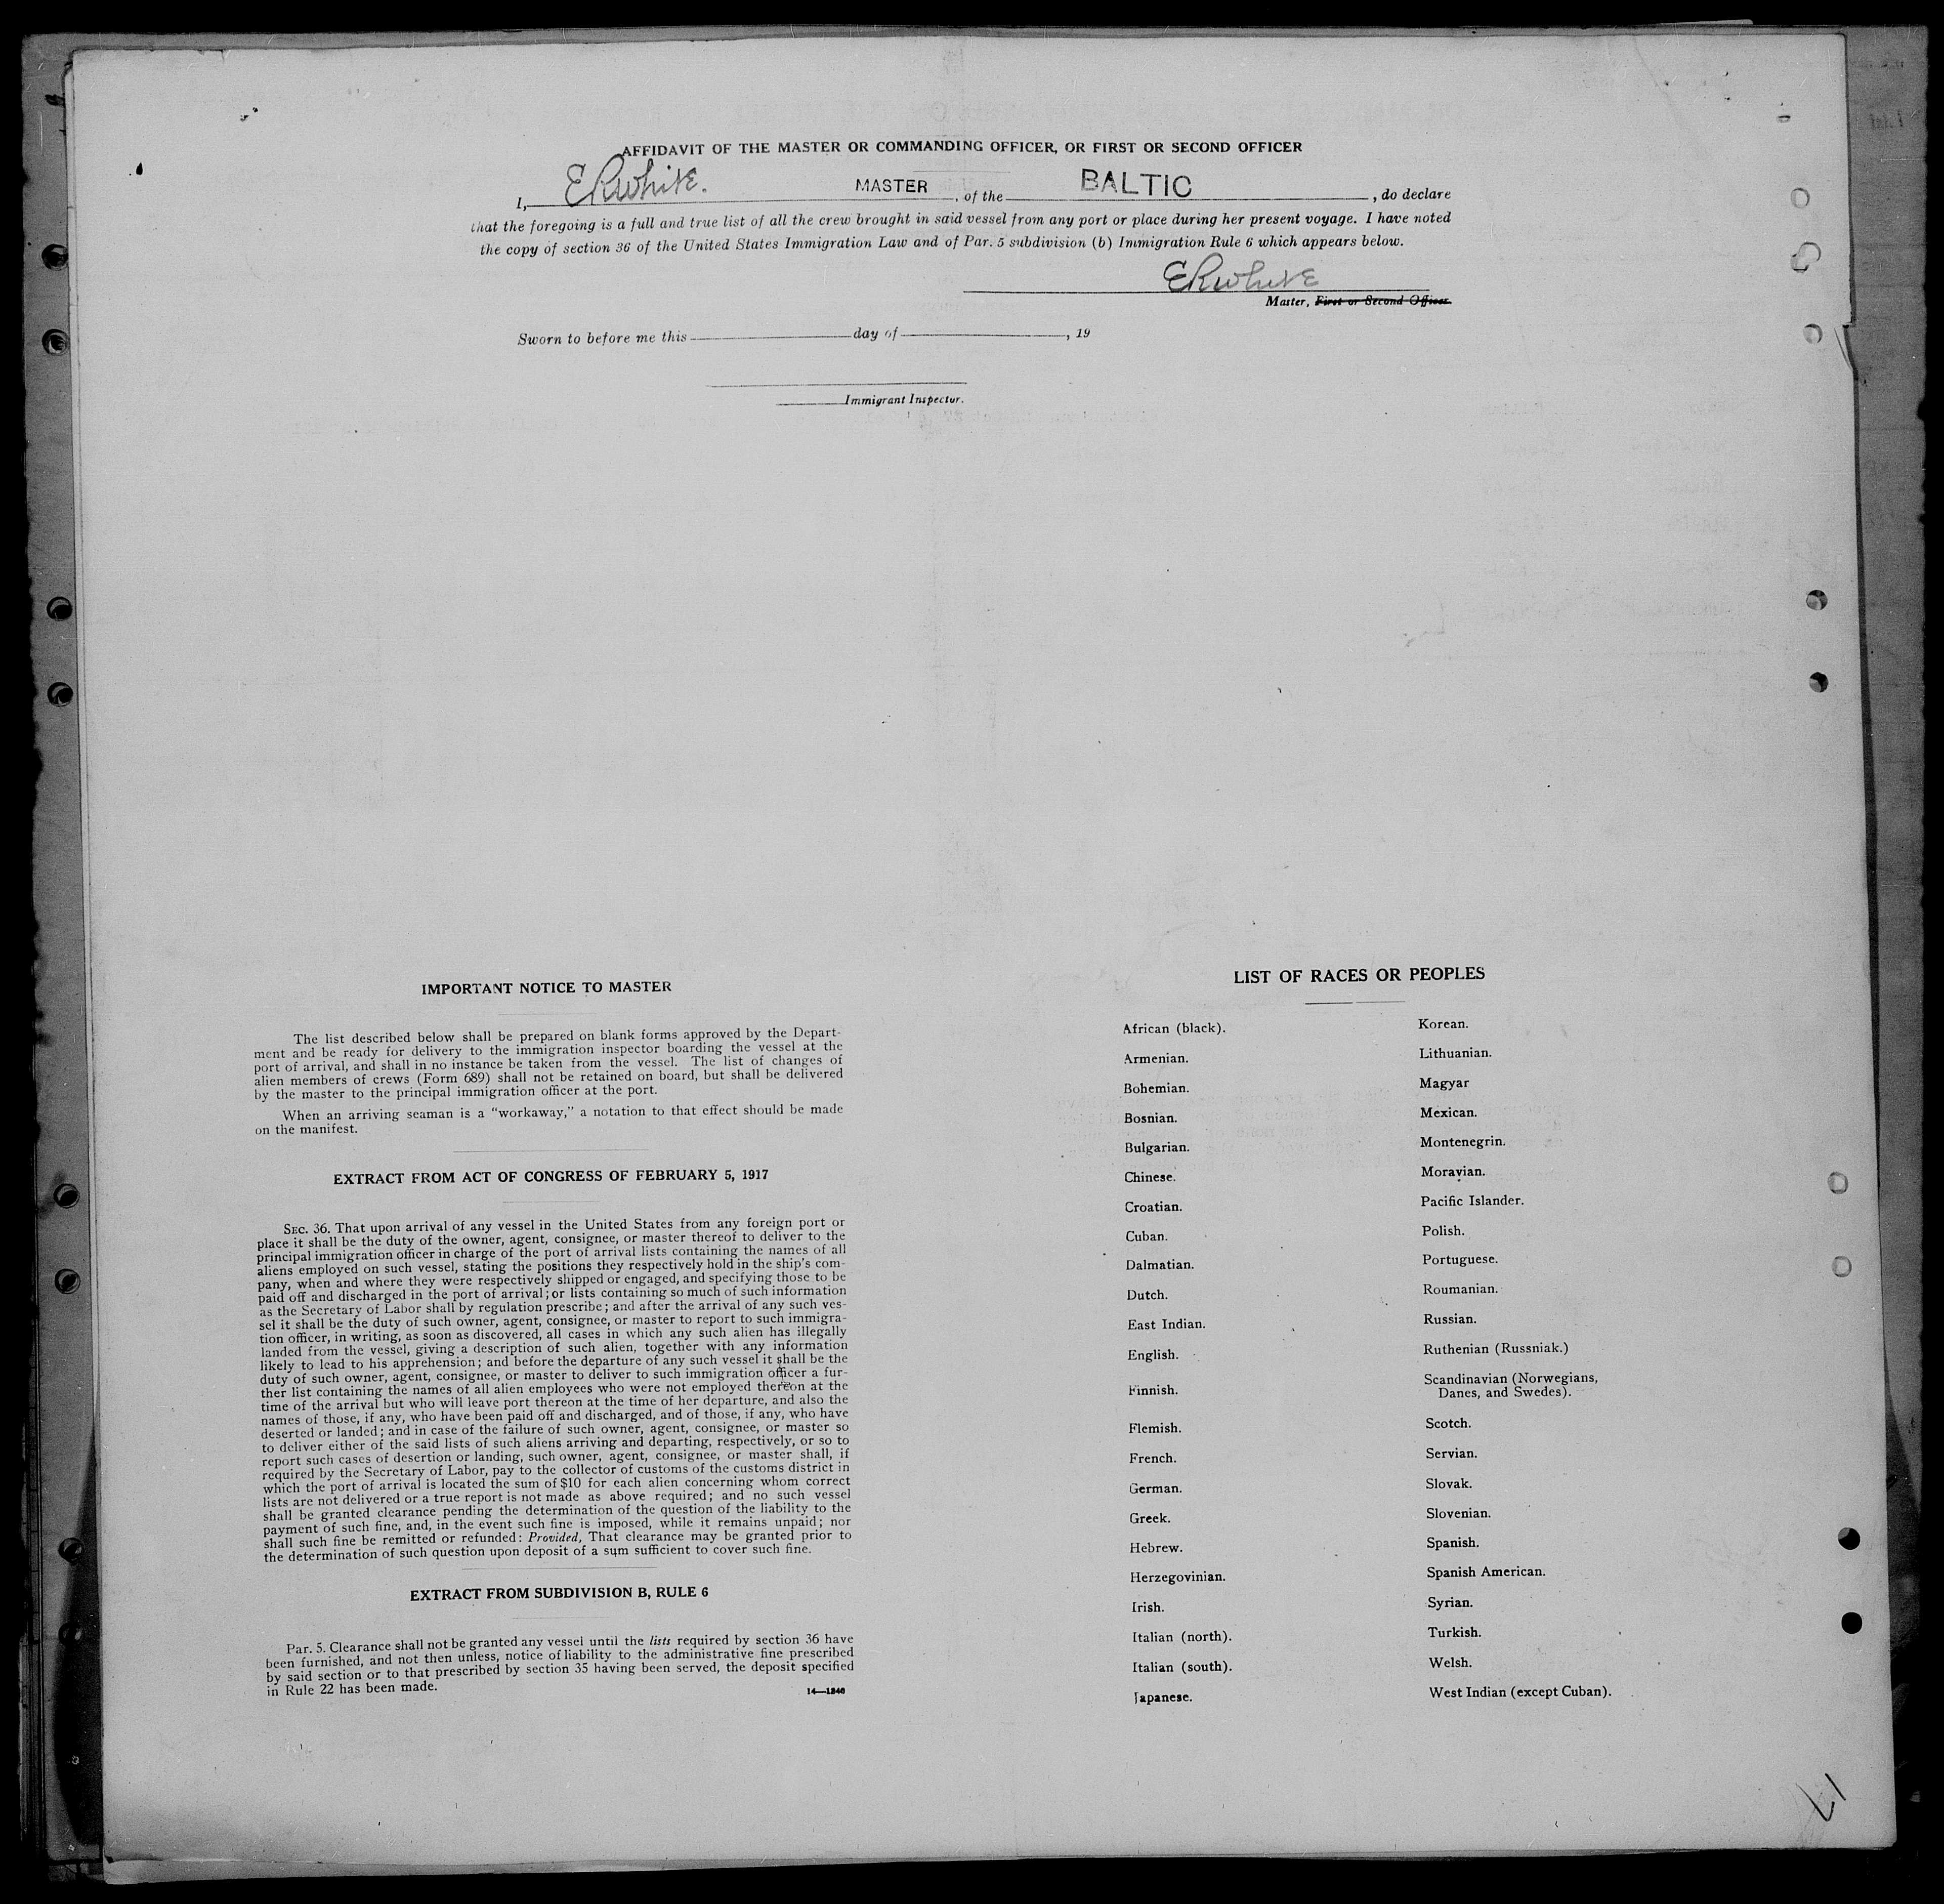 AFFIDAVIT OF THE MASTER OR COMMANDING OFFICER, OR FIRST OR SECOND OFFICER
I, ERWhite. MASTER, of the BALTIC, do declare
that the foregoing is a full and true list of all the crew brought in said vessel from any port or place during her present voyage. I have noted
the copy of section 36 of the United States Immigration Law and of Par. 5 subdivision (b) Immigration Rule 6 which appears below.
ERWhite
Master, First or Second Officer.
Sworn to before me this day of , 19
Immigrant Inspector.
IMPORTANT NOTICE TO MASTER
The list described below shall be prepared on blank forms approved by the Depart-
ment and be ready for delivery to the immigration inspector boarding the vessel at the
port of arrival, and shall in no instance be taken from the vessel. The list of changes of
alien members of crews (Form 689) shall not be retained on board, but shall be delivered
by the master to the principal immigration officer at the port.
When an arriving seaman is a "workaway," a notation to that effect should be made
on the manifest.
EXTRACT FROM ACT OF CONGRESS OF FEBRUARY 5, 1917
SEC. 36. That upon arrival of any vessel in the United States from any foreign port or
place it shall be the duty of the owner, agent, consignee, or master thereof to deliver to the
principal immigration officer in charge of the port of arrival lists containing the names of all
aliens employed on such vessel, stating the positions they respectively hold in the ship's com-
pany, when and where they were respectively shipped or engaged, and specifying those to be
paid off and discharged in the port of arrival; or lists containing so much of such information
as the Secretary of Labor shall by regulation prescribe; and after the arrival of any such ves-
sel it shall be the duty of such owner, agent, consignee, or master to report to such immigra-
tion officer, in writing, as soon as discovered, all cases in which any such alien has illegally
landed from the vessel, giving a description of such alien, together with any information
likely to lead to his apprehension; and before the departure of any such vessel it shall be the
duty of such owner, agent, consignee, or master to deliver to such immigration officer a fur-
ther list containing the names of all alien employees who were not employed thereon at the
time of the arrival but who will leave port thereon at the time of her departure, and also the
names of those, if any, who have been paid off and discharged, and of those, if any, who have
deserted or landed; and in case of the failure of such owner, agent, consignee, or master so
to deliver either of the said lists of such aliens arriving and departing, respectively, or so to
report such cases of desertion or landing, such owner, agent, consignee, or master shall, if
required by the Secretary of Labor, pay to the collector of customs of the customs district in
which the port of arrival is located the sum of $10 for each alien concerning whom correct
lists are not delivered or a true report is not made as above required; and no such vessel
shall be granted clearance pending the determination of the question of the liability to the
payment of such fine, and, in the event such fine is imposed, while it remains unpaid; nor
shall such fine be remitted or refunded: Provided, That clearance may be granted prior to
the determination of such question upon deposit of a sum sufficient to cover such fine.
EXTRACT FROM SUBDIVISION B, RULE 6
Par. 5. Clearance shall not be granted any vessel until the lists required by section 36 have
been furnished, and not then unless, notice of liability to the administrative fine prescribed
by said section or to that prescribed by section 35 having been served, the deposit specified
in Rule 22 has been made.
14—1240
LIST OF RACES OR PEOPLES
African (black).
Armenian.
Bohemian.
Bosnian.
Bulgarian.
Chinese.
Croatian.
Cuban.
Dalmatian.
Dutch.
East Indian.
English.
Finnish.
Flemish.
French.
German.
Greek.
Hebrew.
Herzegovinian.
Irish.
Italian (north).
Italian (south).
Japanese.
Korean.
Lithuanian.
Magyar
Mexican.
Montenegrin.
Moravian.
Pacific Islander.
Polish.
Portuguese.
Roumanian.
Russian.
Ruthenian (Russniak.)
Scandinavian (Norwegians,
Danes, and Swedes).
Scotch.
Servian.
Slovak.
Slovenian.
Spanish.
Spanish American.
Syrian.
Turkish.
Welsh.
West Indian (except Cuban).